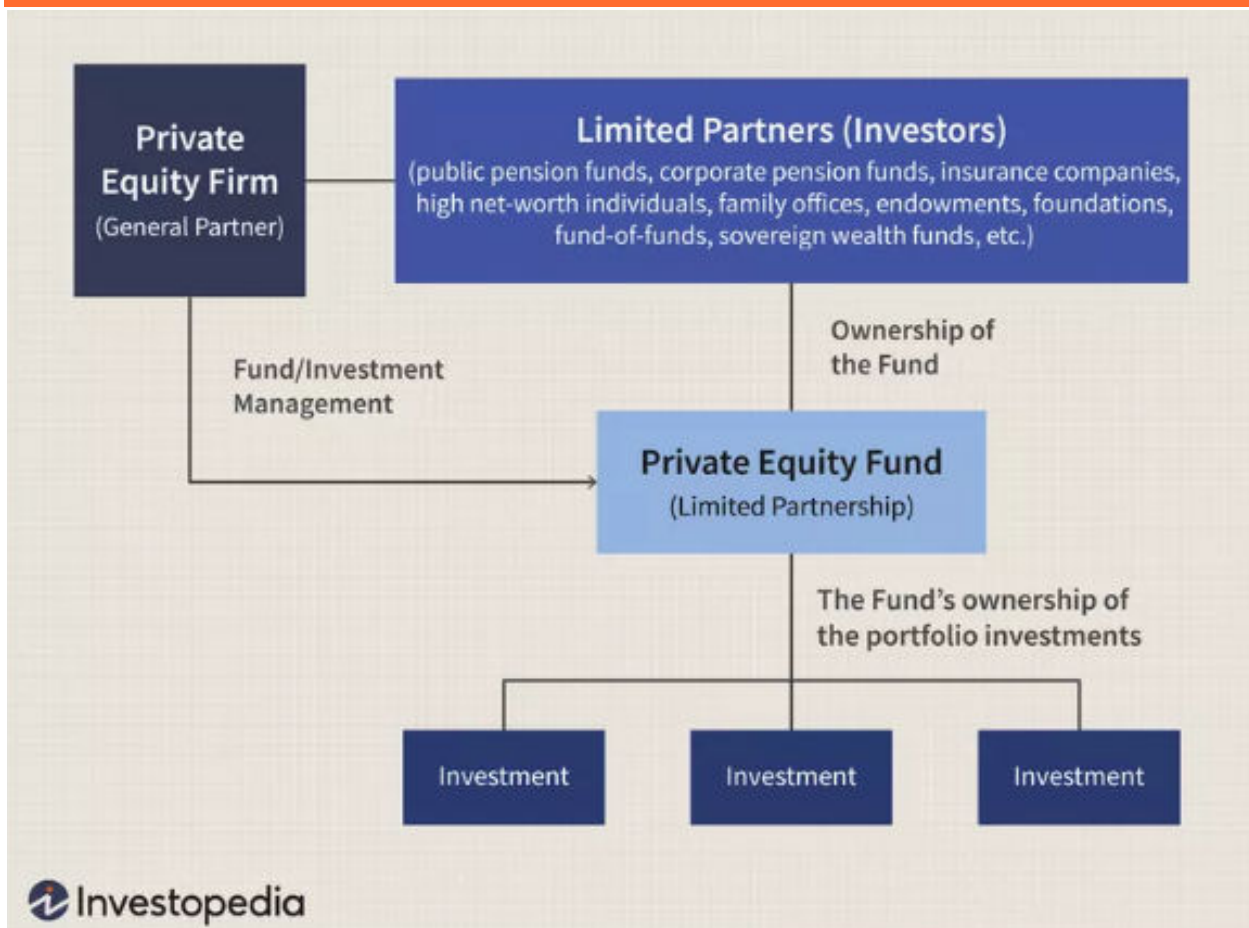 Private
Equity Firm
(General Partner)
Limited Partners (Investors)
(public pension funds, corporate pension funds, insurance companies,
high net-worth individuals, family offices, endowments, foundations,
fund-of-funds, sovereign wealth funds, etc.)
Fund/Investment
Management
Ownership of
the Fund
Private Equity Fund
(Limited Partnership)
The Fund’s ownership of
the portfolio investments
Investment
Investment
Investment
Investopedia